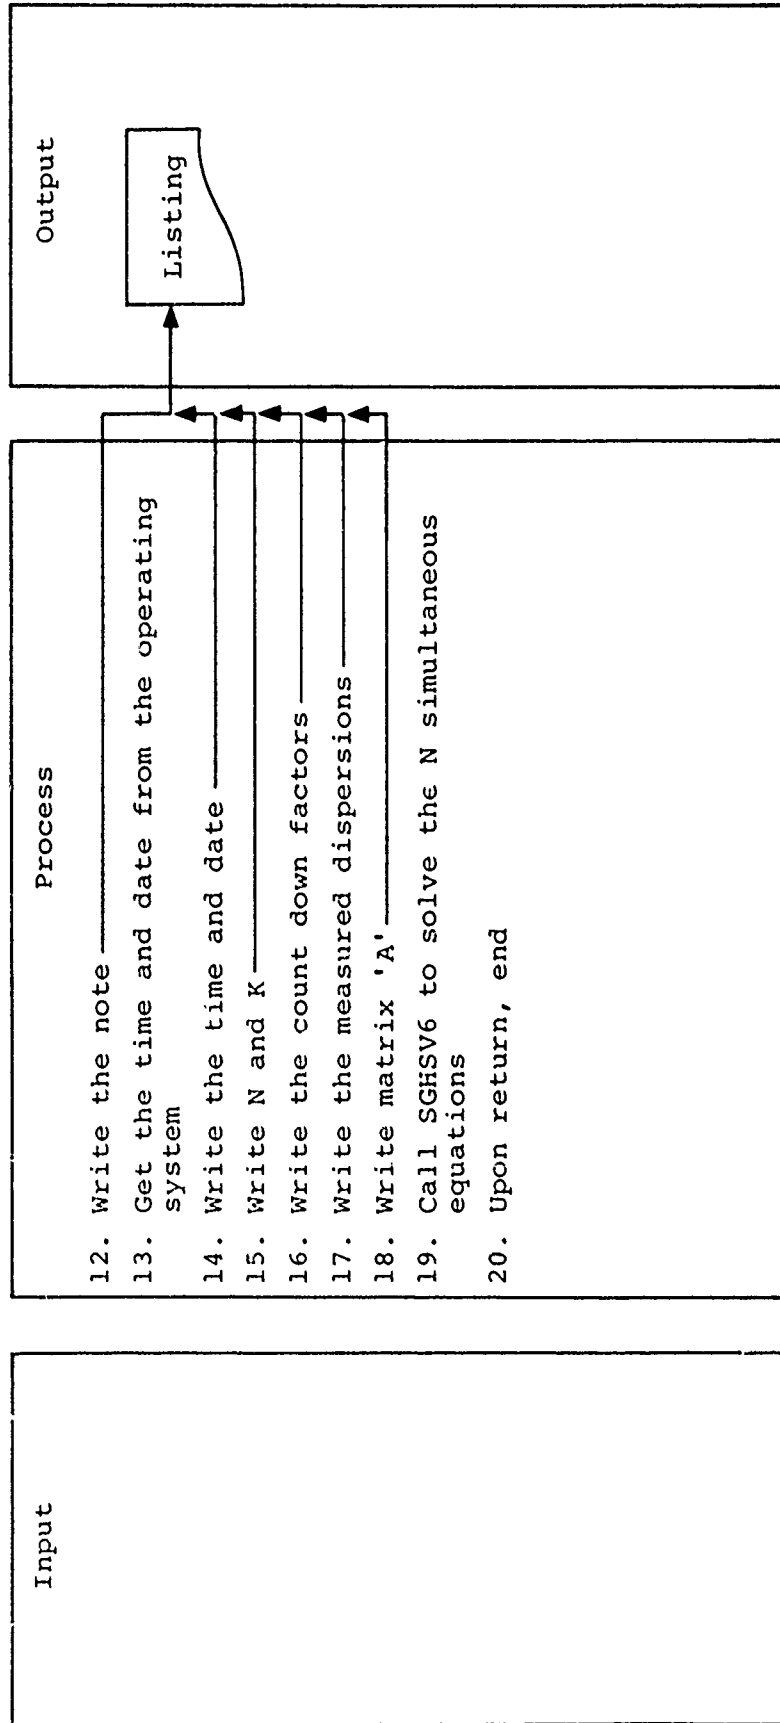 Input
Process
12. Write the note
13. Get the time and date from the operating
system
14. Write the time and date
15. Write N and K
16. Write the count down factors
17. Write the measured dispersions
18. Write matrix 'A'
19. Call SGHSV6 to solve the N simultaneous
equations
20. Upon return, end
Output
Listing